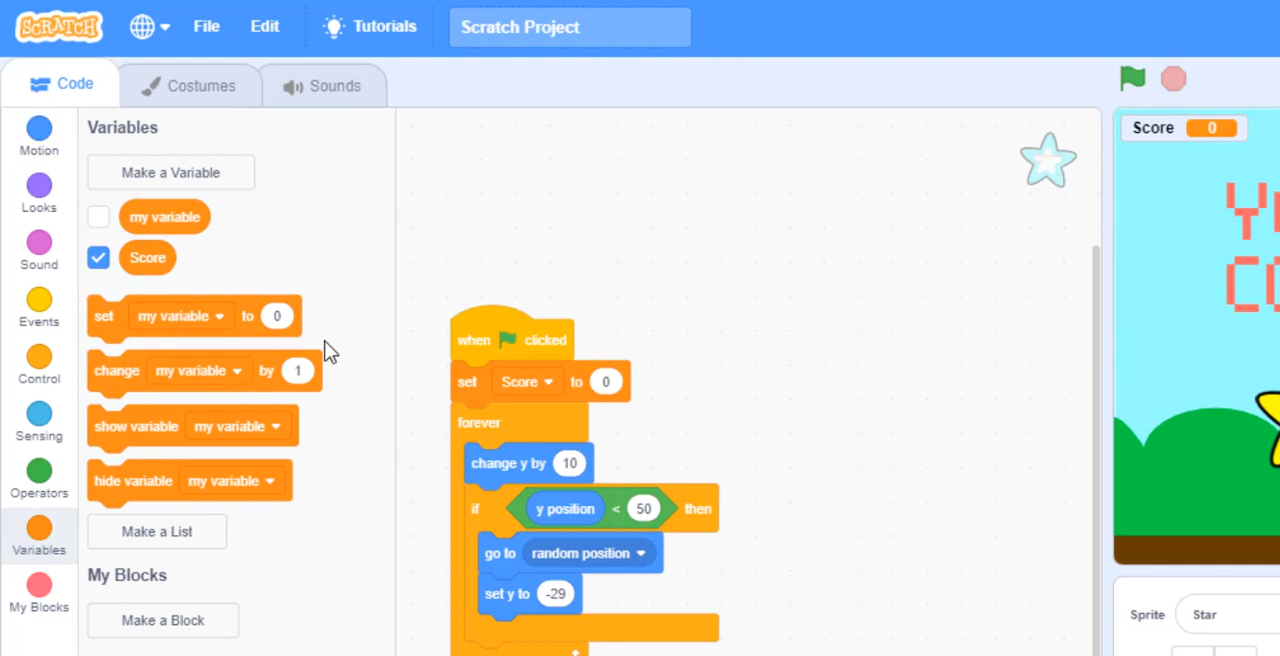 SCRATCH File Edit Tutorials Scratch Project
Code Costumes Sounds
Motion
Looks
Sound
Events
Control
Sensing
Operators
Variables
My Blocks
Variables
Make a Variable
my variable
Score
set my variable to 0
change my variable by 1
show variable my variable
hide variable my variable
Make a List
My Blocks
Make a Block
when clicked
set Score to 0
forever
change y by 10
if y position < 50 then
go to random position
set y to -29
Score 0
Sprite Star